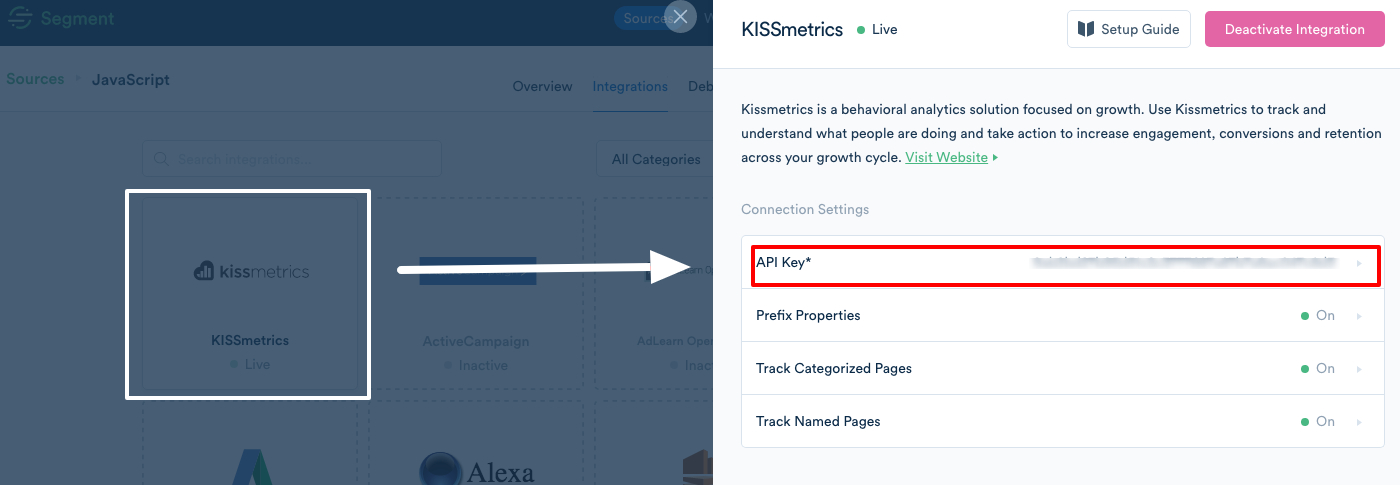 Segment
Sources
Sources
JavaScript
Overview
Integrations
Deb
Search integrations...
All Categories
kissmetrics
KISSmetrics
Live
ActiveCampaign
Inactive
AdLearn Open
Inac
Alexa
KISSmetrics
Live
Setup Guide
Deactivate Integration
Kissmetrics is a behavioral analytics solution focused on growth. Use Kissmetrics to track and
understand what people are doing and take action to increase engagement, conversions and retention
across your growth cycle. Visit Website
Connection Settings
API Key*
Prefix Properties
On
Track Categorized Pages
On
Track Named Pages
On